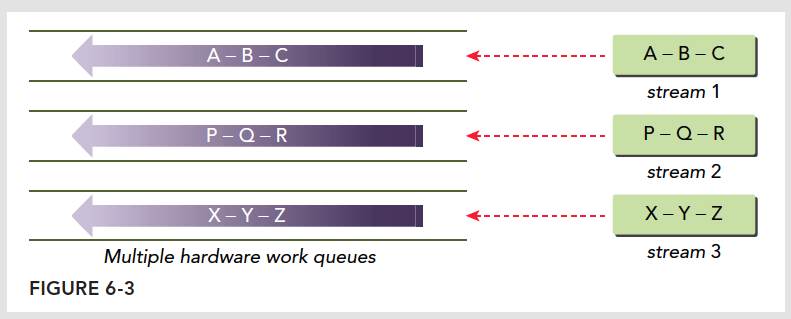 A – B – C
A – B – C
stream 1
P – Q – R
P – Q – R
stream 2
X – Y – Z
X – Y – Z
stream 3
Multiple hardware work queues
FIGURE 6-3